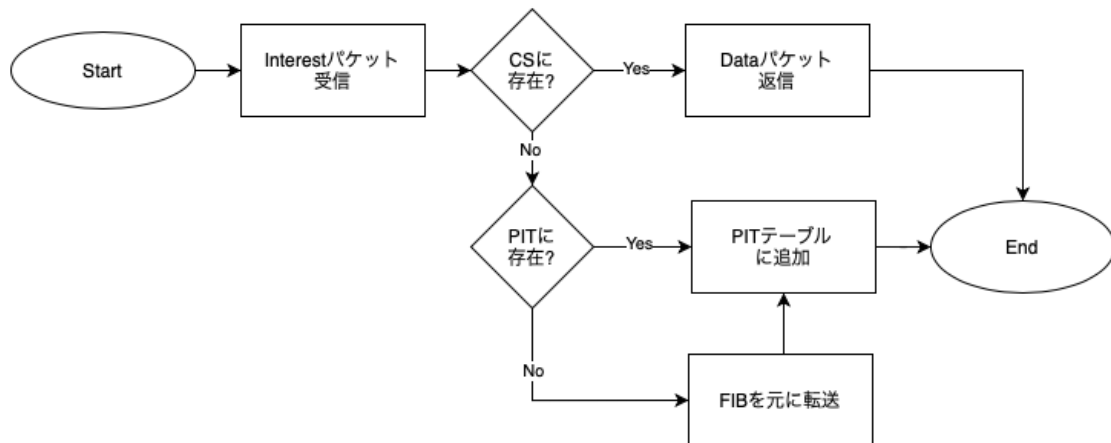 Start
Interestパケット
受信
CSに
存在?
Yes
Dataパケット
返信
No
PITに
存在?
Yes
PITテーブル
に追加
End
No
FIBを元に転送